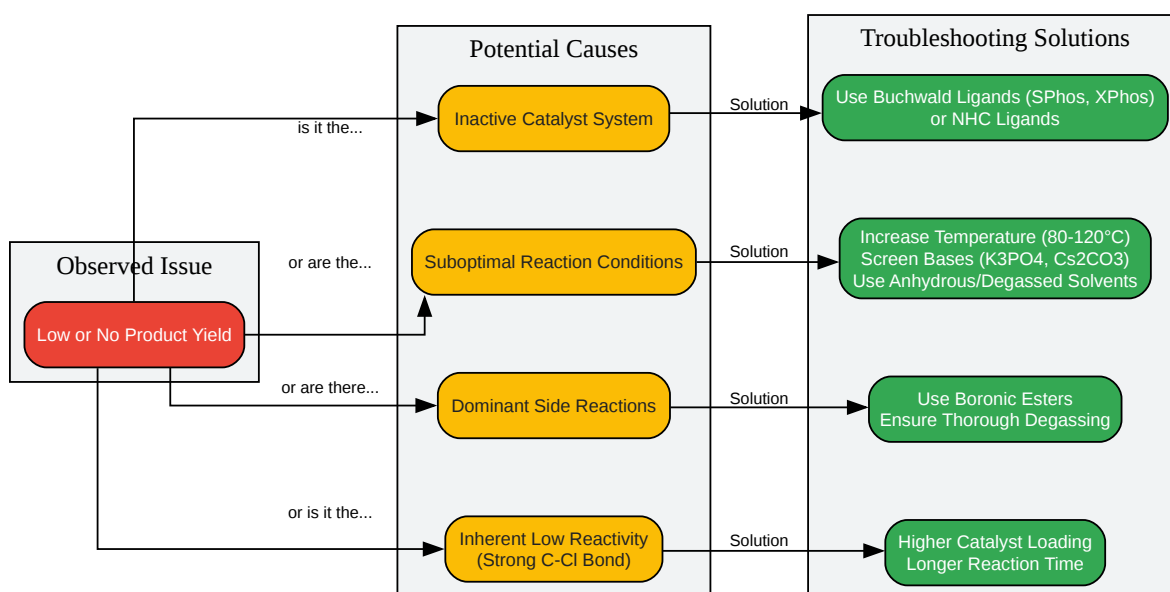 Observed Issue
Low or No Product Yield
is it the...
or are the...
or are there...
or is it the...
Potential Causes
Inactive Catalyst System
Suboptimal Reaction Conditions
Dominant Side Reactions
Inherent Low Reactivity
(Strong C-Cl Bond)
Solution
Solution
Solution
Solution
Troubleshooting Solutions
Use Buchwald Ligands (SPhos, XPhos)
or NHC Ligands
Increase Temperature (80-120°C)
Screen Bases (K3PO4, Cs2CO3)
Use Anhydrous/Degassed Solvents
Use Boronic Esters
Ensure Thorough Degassing
Higher Catalyst Loading
Longer Reaction Time